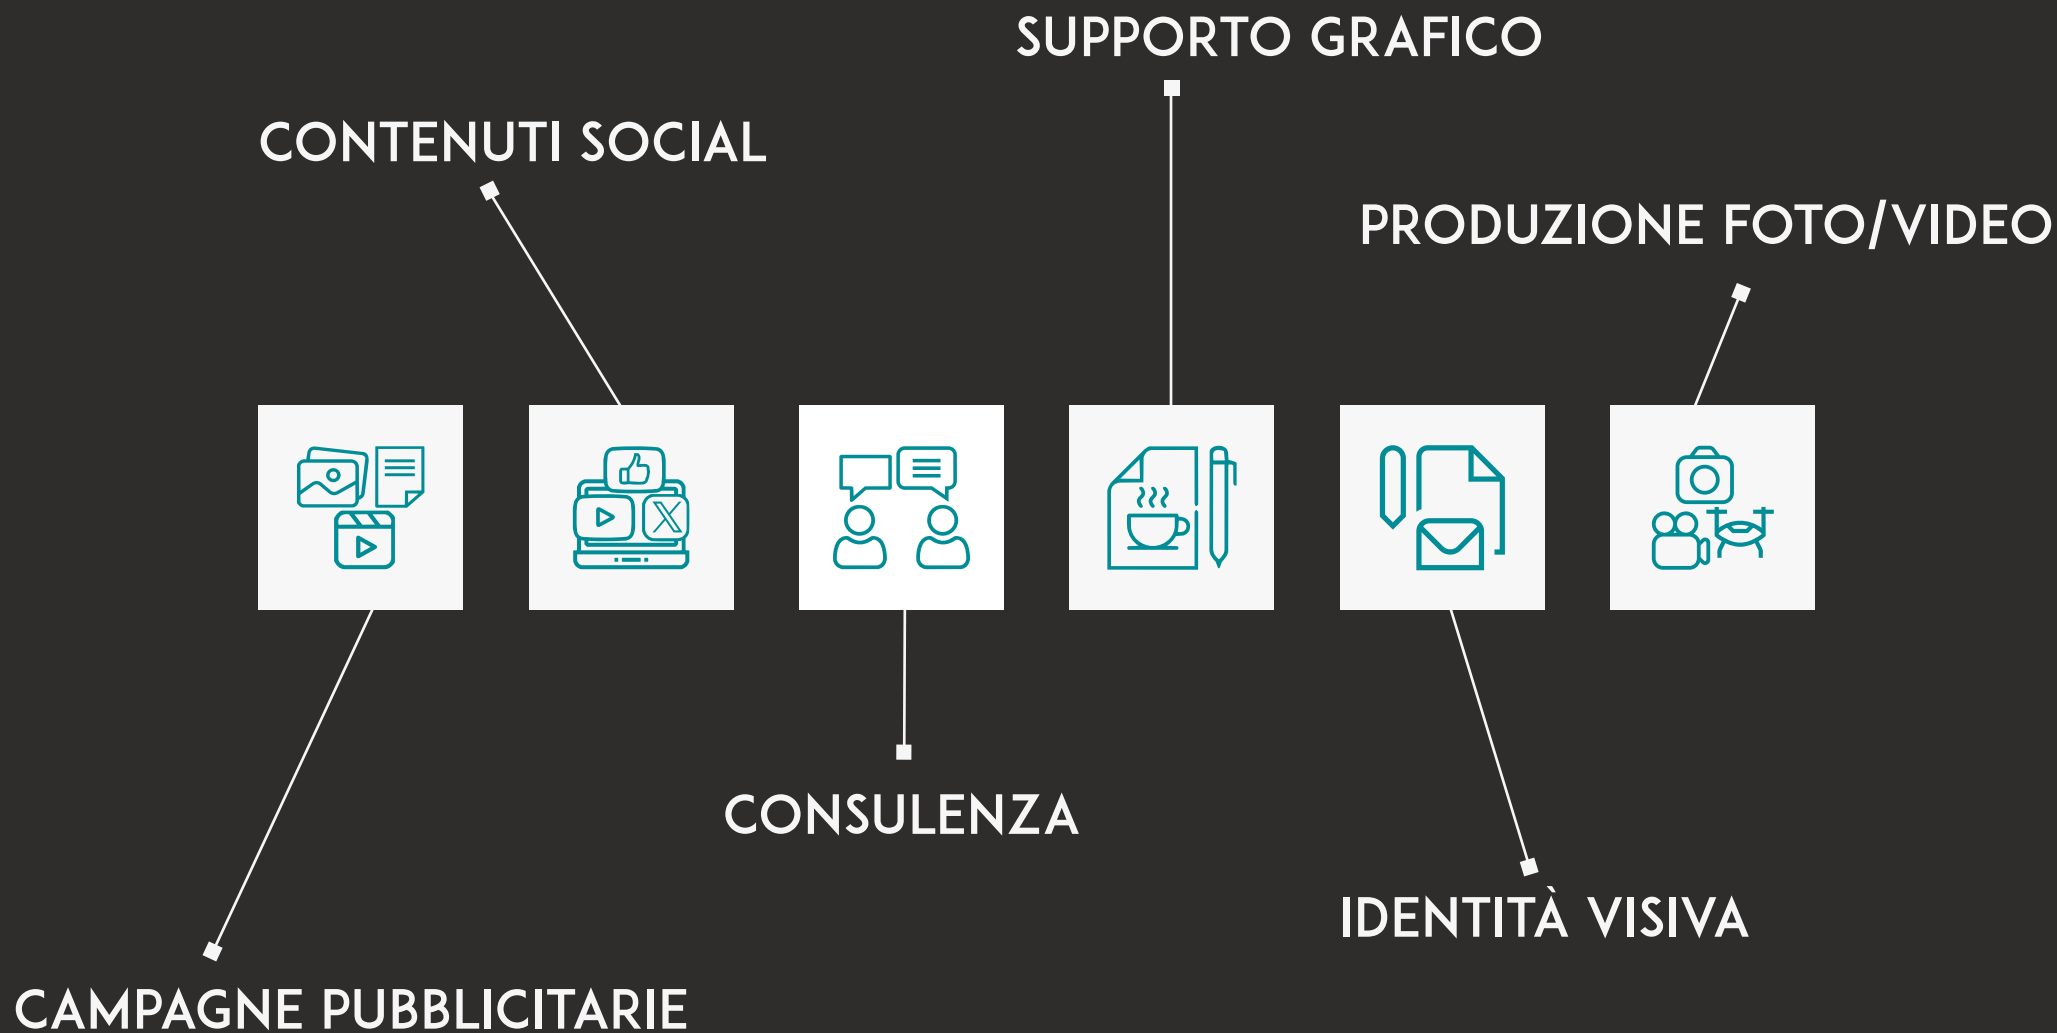 SUPPORTO GRAFICO
CONTENUTI SOCIAL
PRODUZIONE FOTO/VIDEO
CONSULENZA
IDENTITÀ VISIVA
CAMPAGNE PUBBLICITARIE